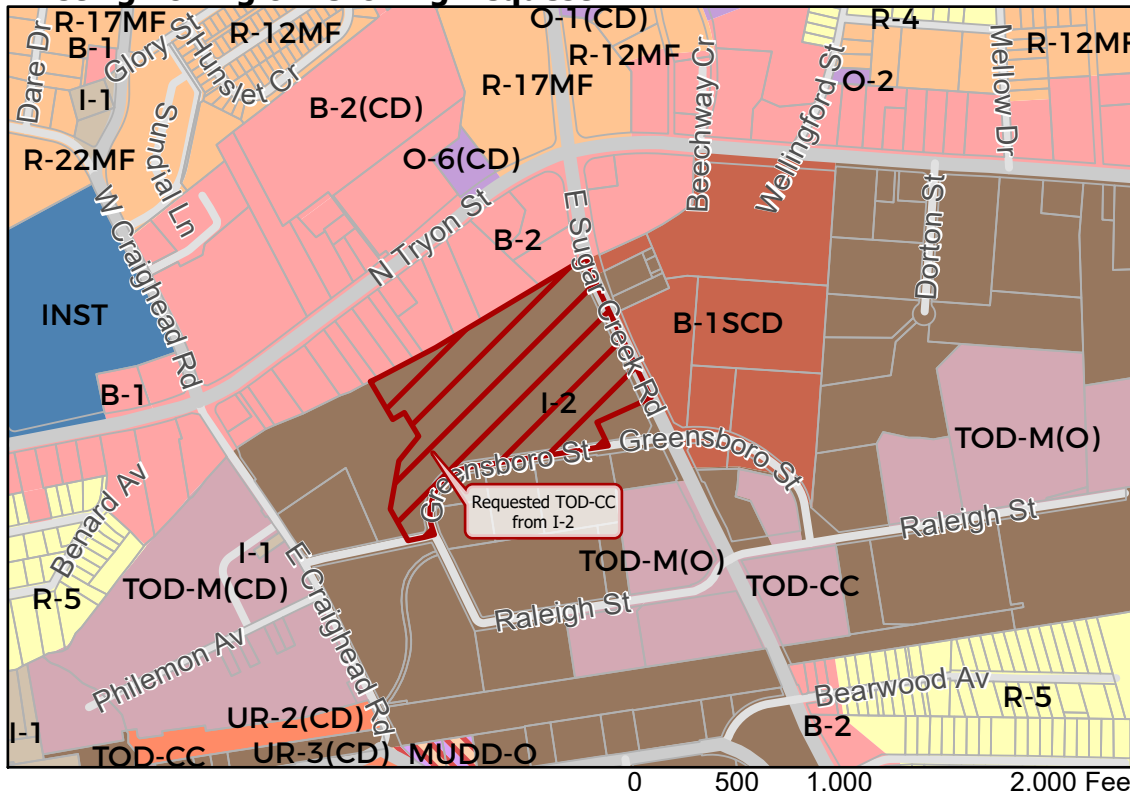 R-17MF
O-1(CD)
R-4
B-1
Glory St
R-12MF
R-12MF
R-12MF
Dare Dr
Hunslet Cr
R-17MF
Beechway Cr
Wellingford St
Mellow Dr
I-1
B-2(CD)
O-2
Sundial Ln
R-22MF
O-6(CD)
W Craighead Rd
N Tryon St
E Sugar Creek Rd
Dorton St
B-2
INST
B-1SCD
B-1
I-2
TOD-M(O)
Greensboro St
Greensboro St
Requested TOD-CC
from I-2
Benard Av
Raleigh St
I-1
TOD-M(CD)
TOD-M(O)
TOD-CC
R-5
E Craighead Rd
Raleigh St
Philemon Av
Bearwood Av
R-5
UR-2(CD)
B-2
I-1
TOD-CC
UR-3(CD)
MUDD-O
0 500 1,000 2,000 Fee